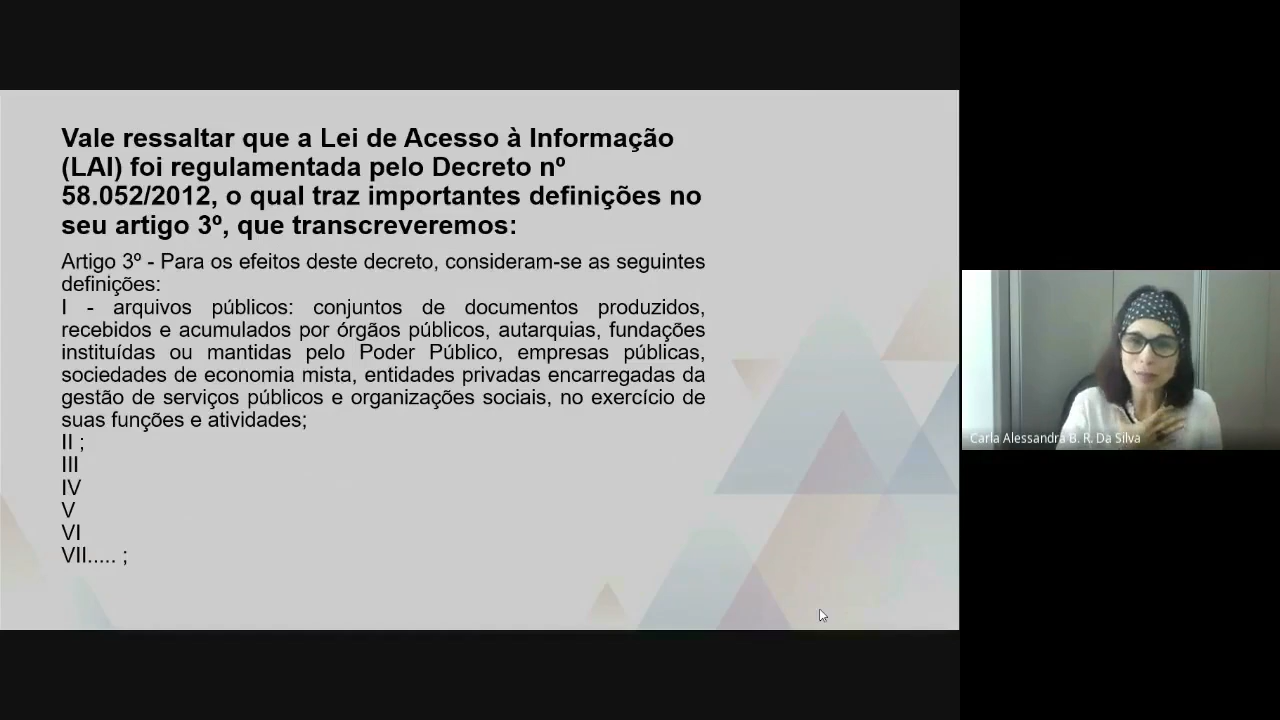 Vale ressaltar que a Lei de Acesso à Informação
(LAI) foi regulamentada pelo Decreto nº
58.052/2012, o qual traz importantes definições no
seu artigo 3º, que transcreveremos:
Artigo 3º - Para os efeitos deste decreto, consideram-se as seguintes
definições:
I - arquivos públicos: conjuntos de documentos produzidos,
recebidos e acumulados por órgãos públicos, autarquias, fundações
instituídas ou mantidas pelo Poder Público, empresas públicas,
sociedades de economia mista, entidades privadas encarregadas da
gestão de serviços públicos e organizações sociais, no exercício de
suas funções e atividades;
II ;
III
IV
V
VI
VII..... ;
Carla Alessandra B. R. Da Silva